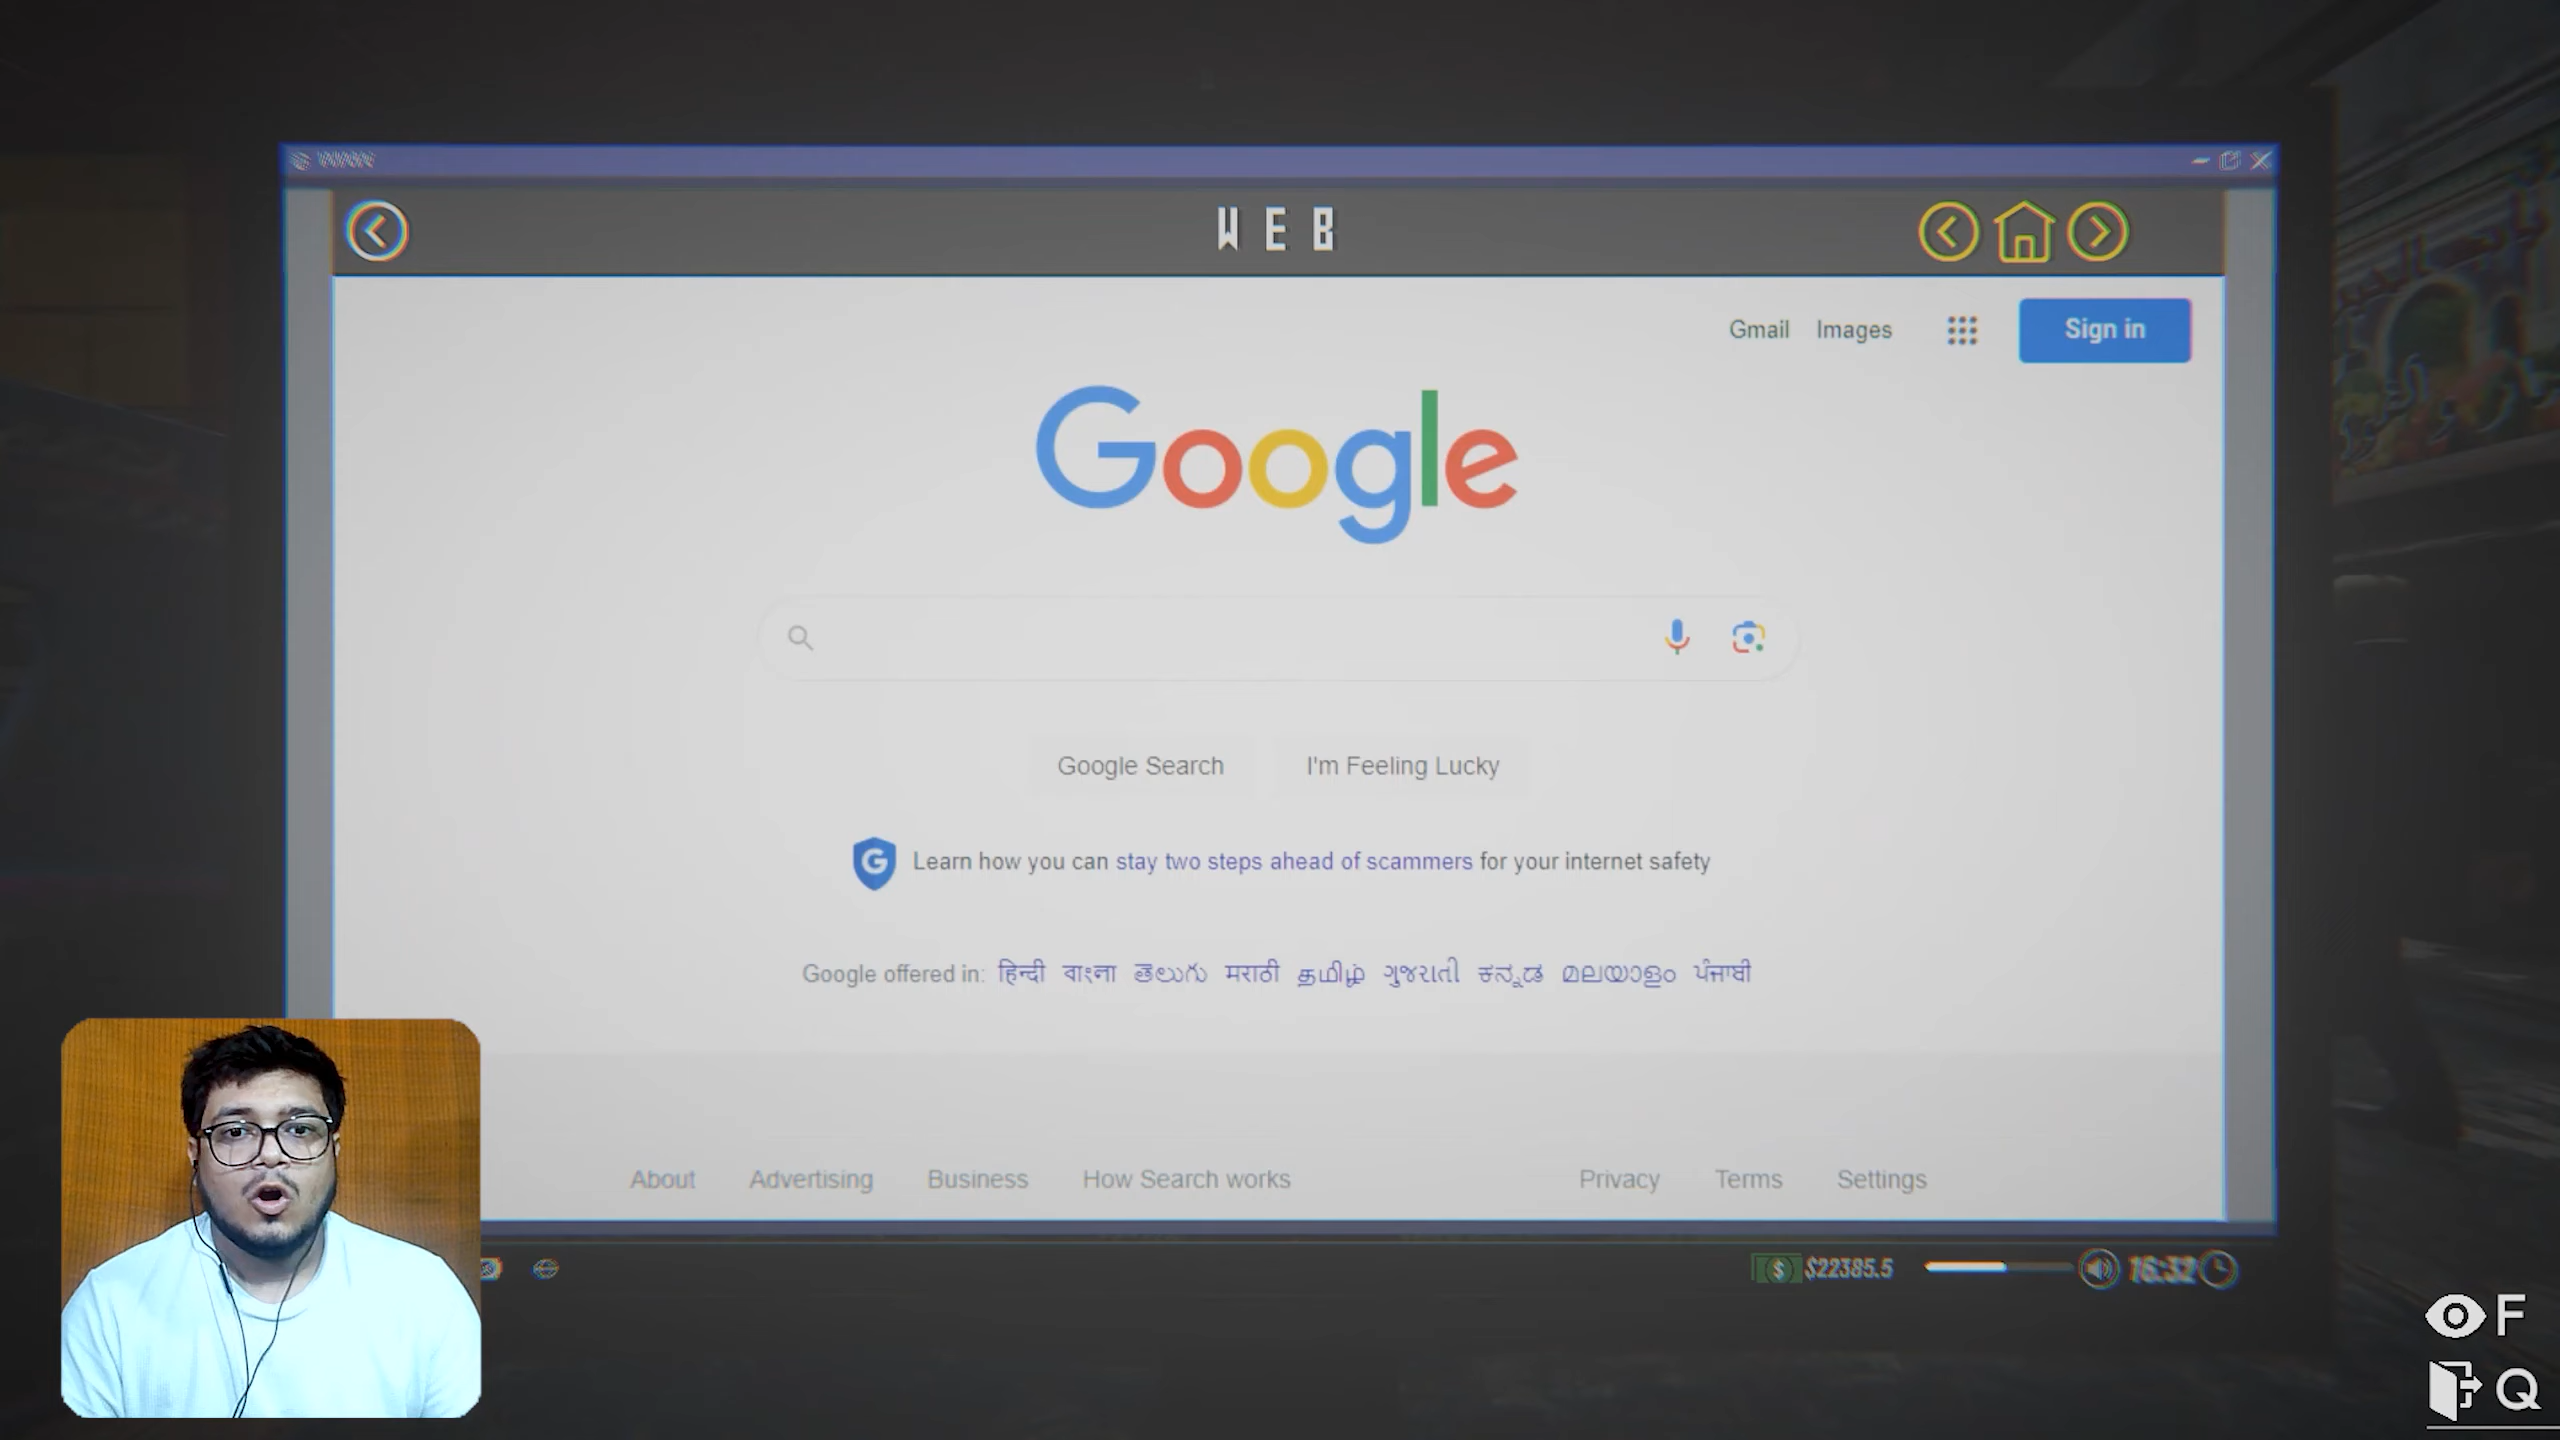 WEB
Gmail Images Sign in
Google
Google Search I'm Feeling Lucky
G Learn how you can stay two steps ahead of scammers for your internet safety
Google offered in: हिन्दी বাংলা తెలుగు मराठी தமிழ் ગુજરાતી ಕನ್ನಡ മലയാളം ਪੰਜਾਬੀ
About Advertising Business How Search works Privacy Terms Settings
$ $22385.5 16:32
F
Q